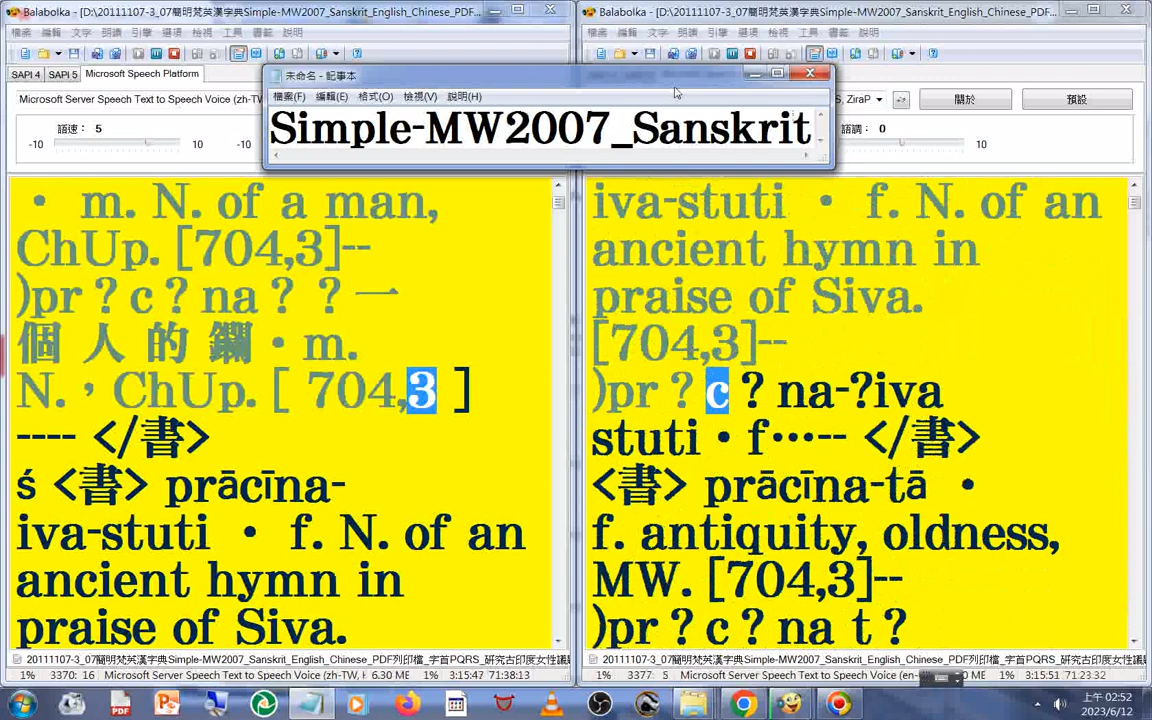 Balabolka - [D:\20111107-3_07簡明梵英漢字典Simple-MW2007_Sanskrit_English_Chinese_PDF...
檔案 編輯 文字 朗讀 引擎 選項 檢視 工具 書籤 說明
SAPI 4 SAPI 5 Microsoft Speech Platform
Microsoft Server Speech Text to Speech Voice (zh-TW
語速： 5
-10 10 -10
Balabolka - [D:\20111107-3_07簡明梵英漢字典Simple-MW2007_Sanskrit_English_Chinese_PDF...
檔案 編輯 文字 朗讀 引擎 選項 檢視 工具 書籤 說明
S, ZiraP 關於 預設
語調： 0
10
未命名 - 記事本
檔案(F) 編輯(E) 格式(O) 檢視(V) 說明(H)
Simple-MW2007_Sanskrit
• m. N. of a man,
ChUp. [704,3]--
)pr？c？na？？一
個 人 的 鑭 • m.
N.，ChUp. [ 704,3 ]
---- </書>
ś <書> prācīna-
iva-stuti • f. N. of an
ancient hymn in
praise of Siva.
iva-stuti • f. N. of an
ancient hymn in
praise of Siva.
[704,3]--
)pr？c？na-?iva
stuti • f…-- </書>
<書> prācīna-tā •
f. antiquity, oldness,
MW. [704,3]--
)pr？c？na t？
20111107-3_07簡明梵英漢字典Simple-MW2007_Sanskrit_English_Chinese_PDF列印檔_字首PQRS_研究古印度女性議
1% 3370: 16 Microsoft Server Speech Text to Speech Voice (zh-TW, 6.30 ME 1% 3:15:47 71:38:13
20111107-3_07簡明梵英漢字典Simple-MW2007_Sanskrit_English_Chinese_PDF列印檔_字首PQRS_研究古印度女性議
1% 3377: 5 Microsoft Server Speech Text to Speech Voice 1% 3:15:51 71:23:32
上午 02:52
2023/6/12